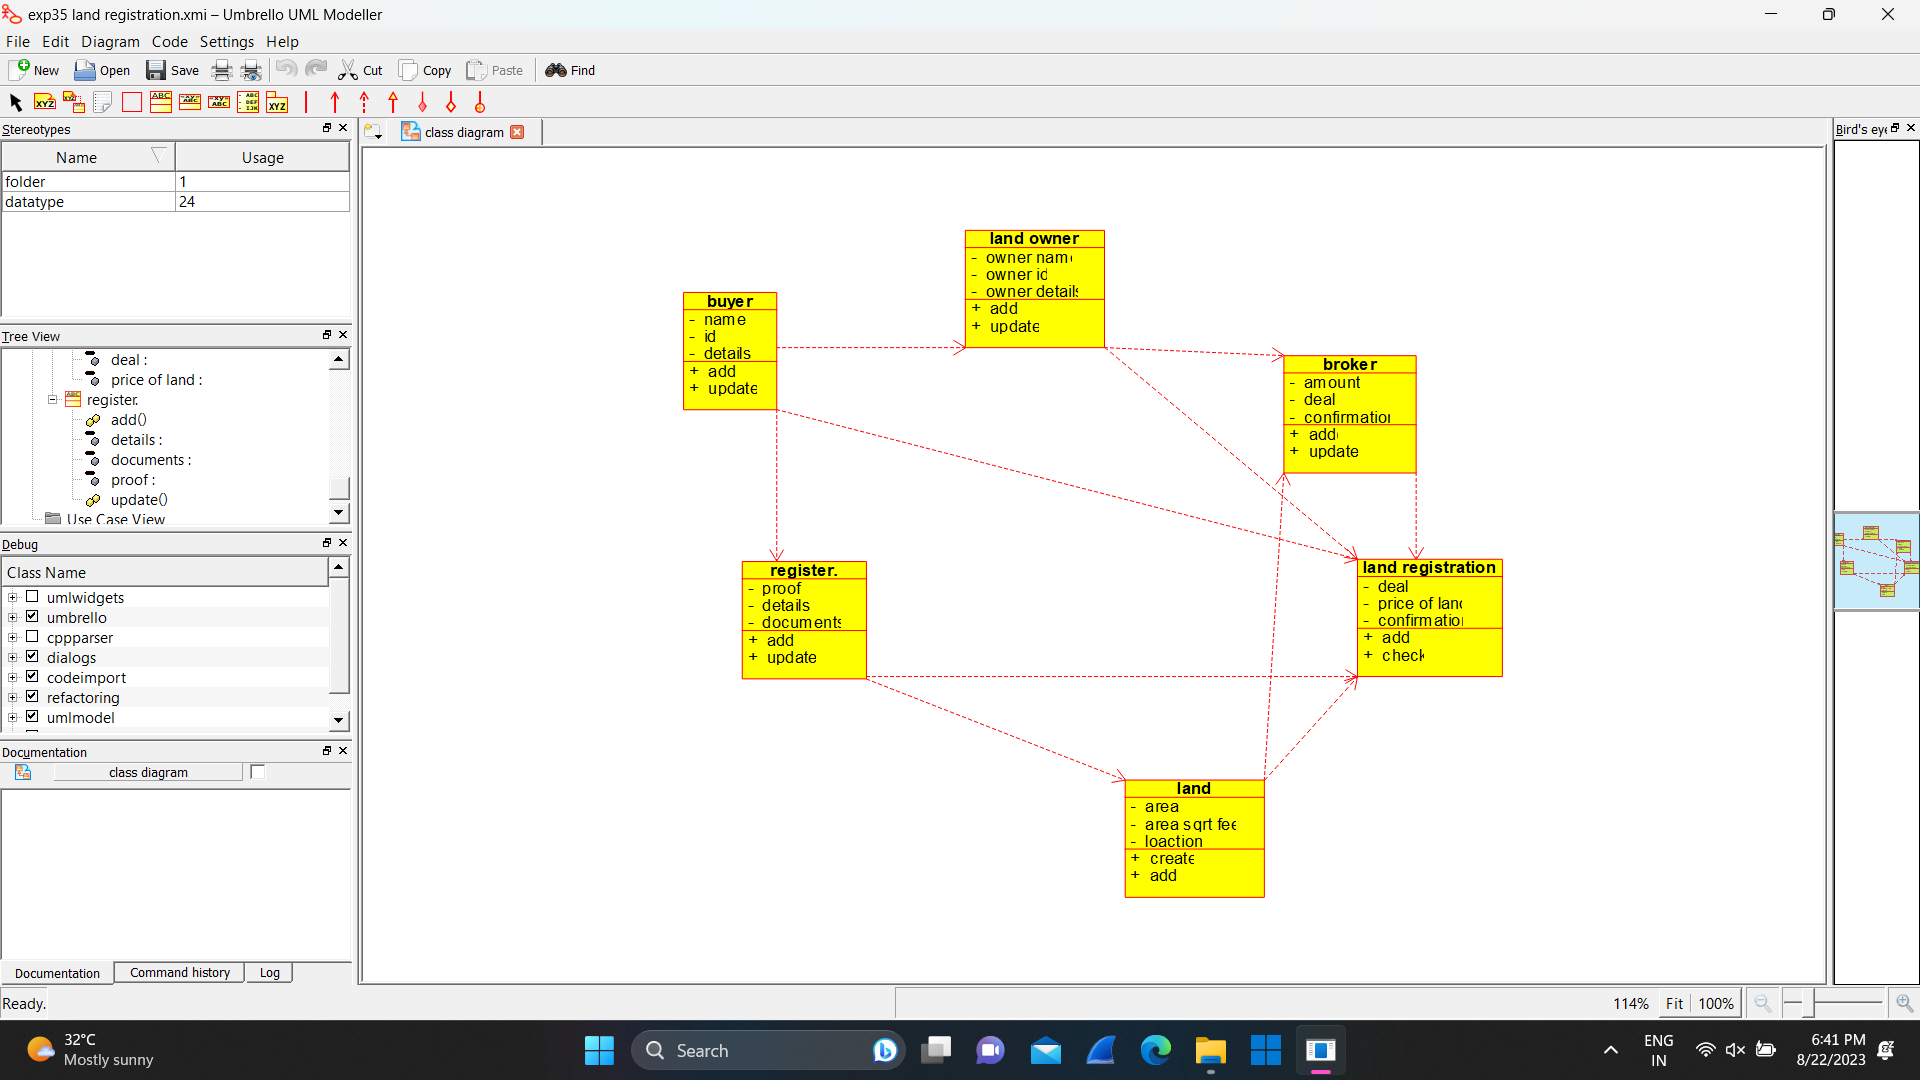 exp35 land registration.xmi – Umbrello UML Modeller
File Edit Diagram Code Settings Help
New Open Save Cut Copy Paste Find
Stereotypes
Name Usage
folder 1
datatype 24
Tree View
deal :
price of land :
register.
add()
details :
documents :
proof :
update()
Use Case View
Debug
Class Name
umlwidgets
umbrello
cppparser
dialogs
codeimport
refactoring
umlmodel
Documentation
class diagram
Documentation Command history Log
Ready.
class diagram
Bird's eye
land owner
- owner name
- owner id
- owner details
+ add
+ update
buyer
- name
- id
- details
+ add
+ update
broker
- amount
- deal
- confirmation
+ add
+ update
register.
- proof
- details
- documents
+ add
+ update
land registration
- deal
- price of land
- confirmation
+ add
+ check
land
- area
- area sqrt fee
- loaction
+ create
+ add
114% Fit 100%
32°C
Mostly sunny
Search
ENG
IN
6:41 PM
8/22/2023